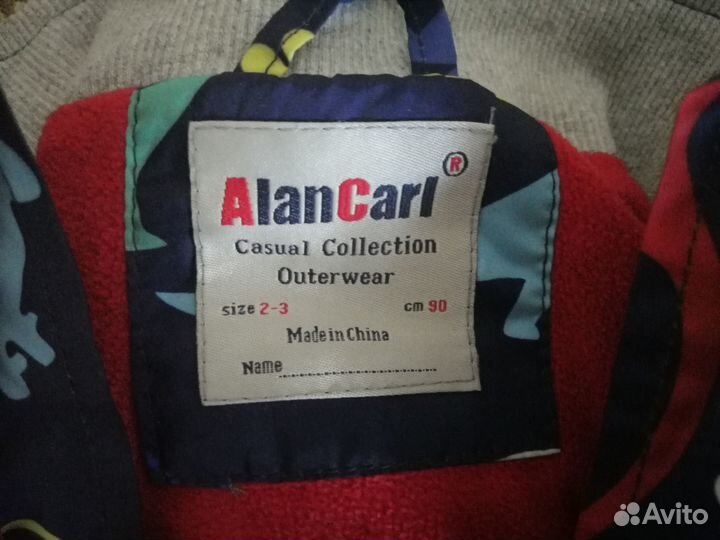 AlanCarl ®
Casual Collection
Outerwear
size 2-3 cm 90
Made in China
Name
Avito